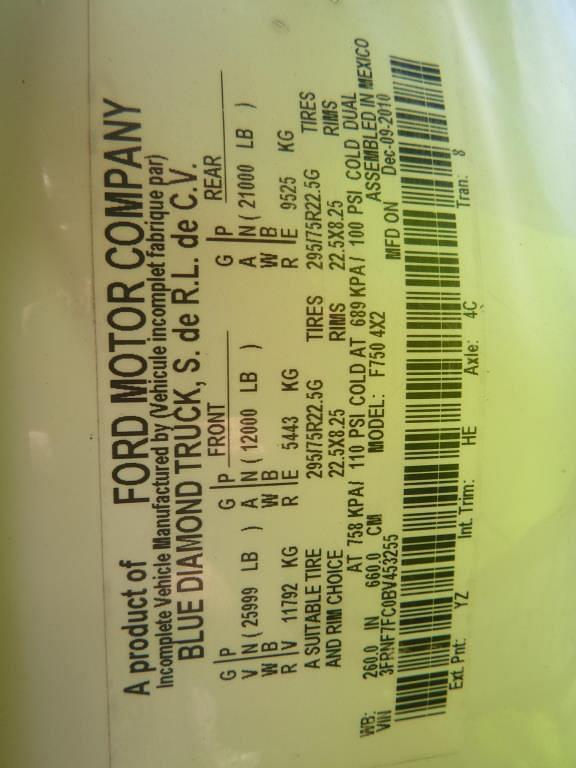 A product of FORD MOTOR COMPANY
Incomplete Vehicle Manufactured by (Vehicule incomplet fabrique par)
BLUE DIAMOND TRUCK, S. de R.L. de C.V.
FRONT REAR
G P G P G P
V N ( 25999 LB ) A N ( 12000 LB ) A N ( 21000 LB )
W B W B W B
R V 11792 KG R E 5443 KG R E 9525 KG
A SUITABLE TIRE 295/75R22.5G TIRES 295/75R22.5G TIRES
AND RIM CHOICE 22.5X8.25 RIMS 22.5X8.25 RIMS
AT 758 KPA/ 110 PSI COLD AT 689 KPA/ 100 PSI COLD DUAL
WB: 260.0 IN 660.0 CM MODEL: F750 4X2 ASSEMBLED IN MEXICO
VIN 3FRNF7FC0BV453255 MFD ON Dec-09-2010
Ext. Pnt: YZ Int. Trim: HE Axle: 4C Tran: 8